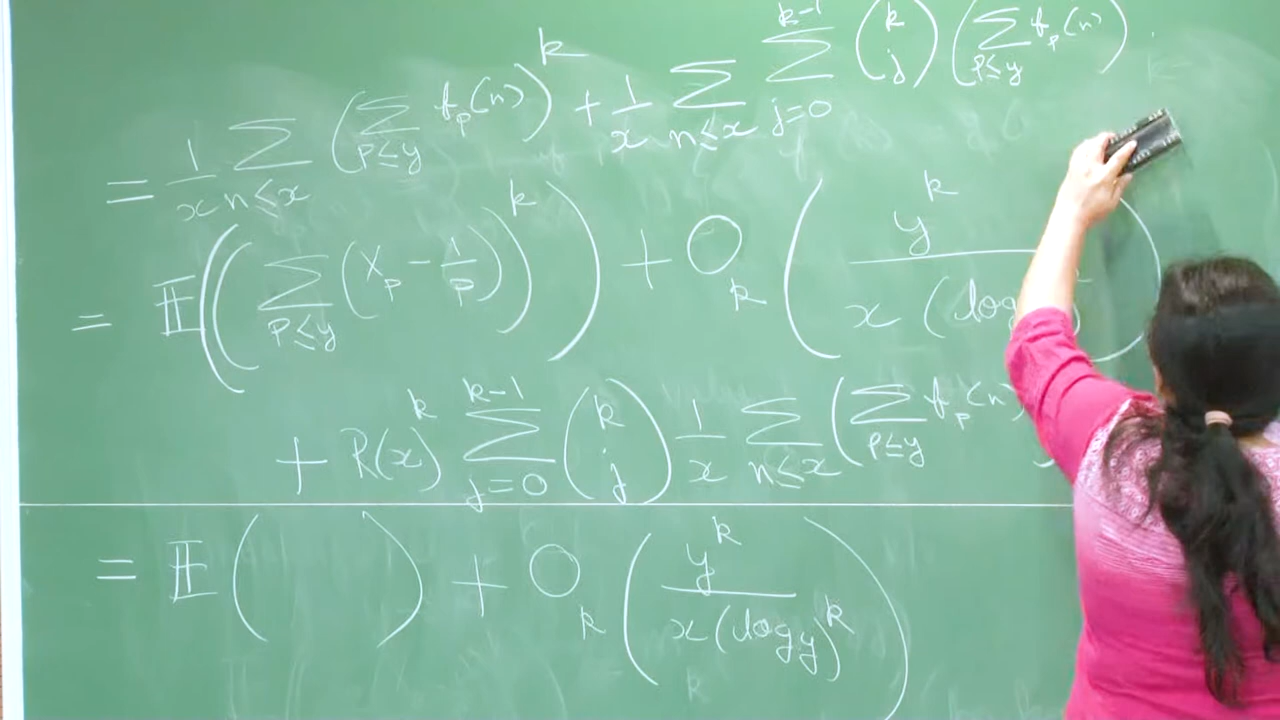 = 1/x ∑_{n≤x} (∑_{p≤y} f_p(n))^k + 1/x ∑_{n≤x} ∑_{j=0}^{k-1} (k j) (∑_{p≤y} f_p(n))
= 𝔼((∑_{p≤y} (X_p - 1/p))^k) + O_k (y^k / x (log )
+ R(x)^k ∑_{j=0}^{k-1} (k j) 1/x ∑_{n≤x} (∑_{p≤y} f_p(n)
= 𝔼( ) + O_k (y^k / x (log y)^k)